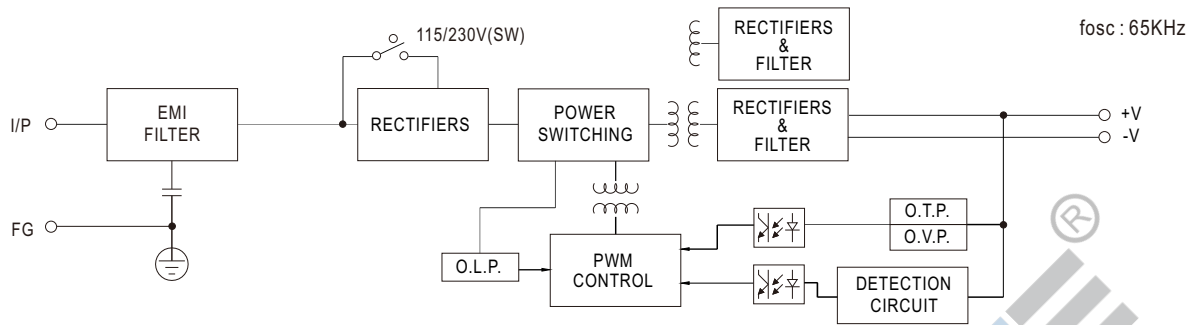 115/230V(SW)
RECTIFIERS
&
FILTER
fosc : 65KHz
I/P
EMI
FILTER
RECTIFIERS
POWER
SWITCHING
RECTIFIERS
&
FILTER
+V
-V
FG
O.L.P.
PWM
CONTROL
O.T.P.
O.V.P.
DETECTION
CIRCUIT
®